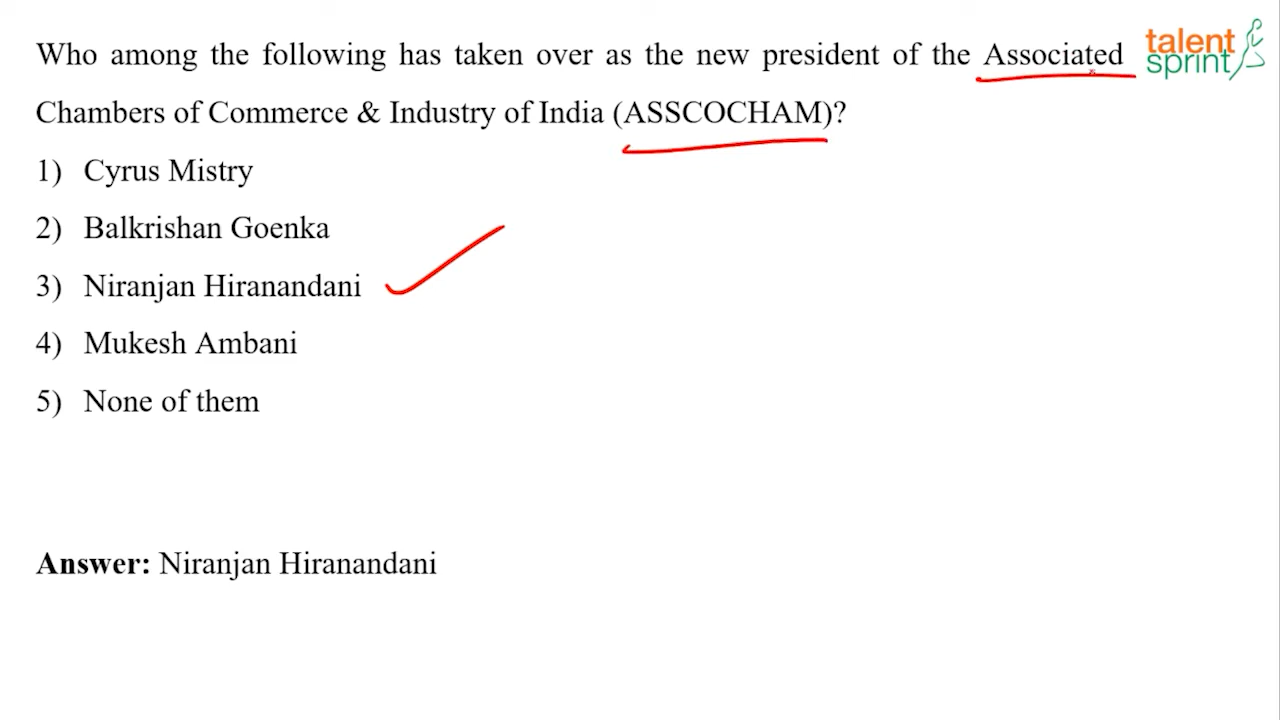 Who among the following has taken over as the new president of the Associated
Chambers of Commerce & Industry of India (ASSCOCHAM)?
1) Cyrus Mistry
2) Balkrishan Goenka
3) Niranjan Hiranandani
4) Mukesh Ambani
5) None of them
Answer: Niranjan Hiranandani
talent
sprint